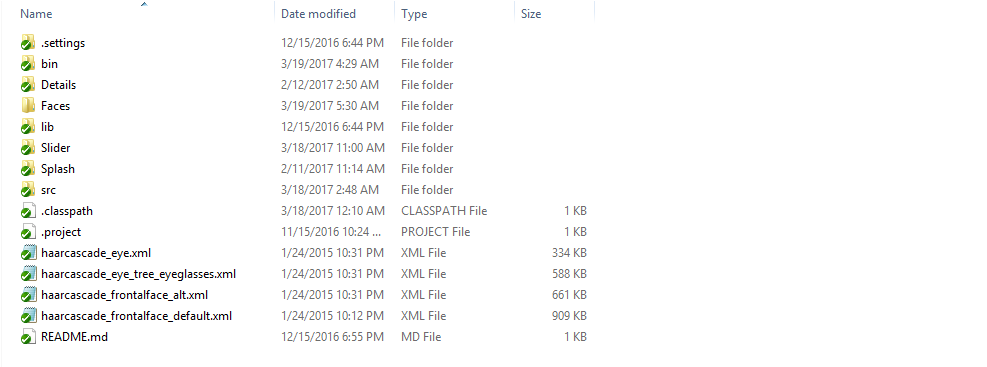 Name Date modified Type Size
.settings 12/15/2016 6:44 PM File folder
bin 3/19/2017 4:29 AM File folder
Details 2/12/2017 2:50 AM File folder
Faces 3/19/2017 5:30 AM File folder
lib 12/15/2016 6:44 PM File folder
Slider 3/18/2017 11:00 AM File folder
Splash 2/11/2017 11:14 AM File folder
src 3/18/2017 2:48 AM File folder
.classpath 3/18/2017 12:10 AM CLASSPATH File 1 KB
.project 11/15/2016 10:24 ... PROJECT File 1 KB
haarcascade_eye.xml 1/24/2015 10:31 PM XML File 334 KB
haarcascade_eye_tree_eyeglasses.xml 1/24/2015 10:31 PM XML File 588 KB
haarcascade_frontalface_alt.xml 1/24/2015 10:31 PM XML File 661 KB
haarcascade_frontalface_default.xml 1/24/2015 10:12 PM XML File 909 KB
README.md 12/15/2016 6:55 PM MD File 1 KB